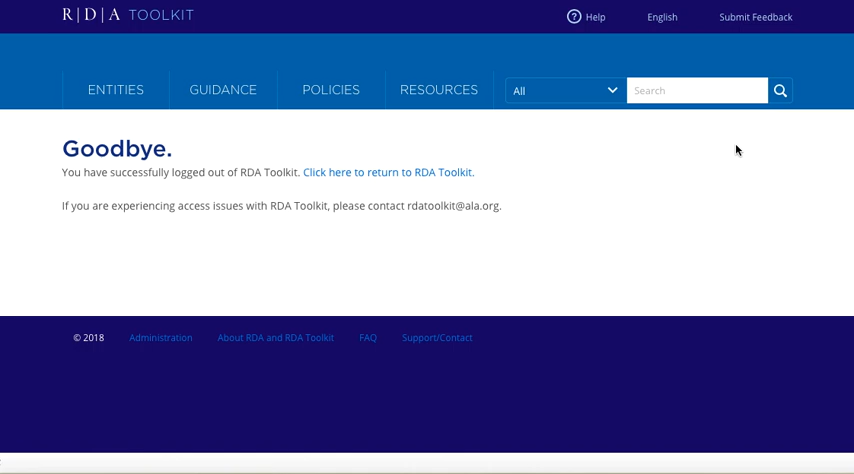 R|D|A TOOLKIT
? Help English Submit Feedback
ENTITIES GUIDANCE POLICIES RESOURCES All Search
Goodbye.
You have successfully logged out of RDA Toolkit. Click here to return to RDA Toolkit.
If you are experiencing access issues with RDA Toolkit, please contact rdatoolkit@ala.org.
© 2018 Administration About RDA and RDA Toolkit FAQ Support/Contact